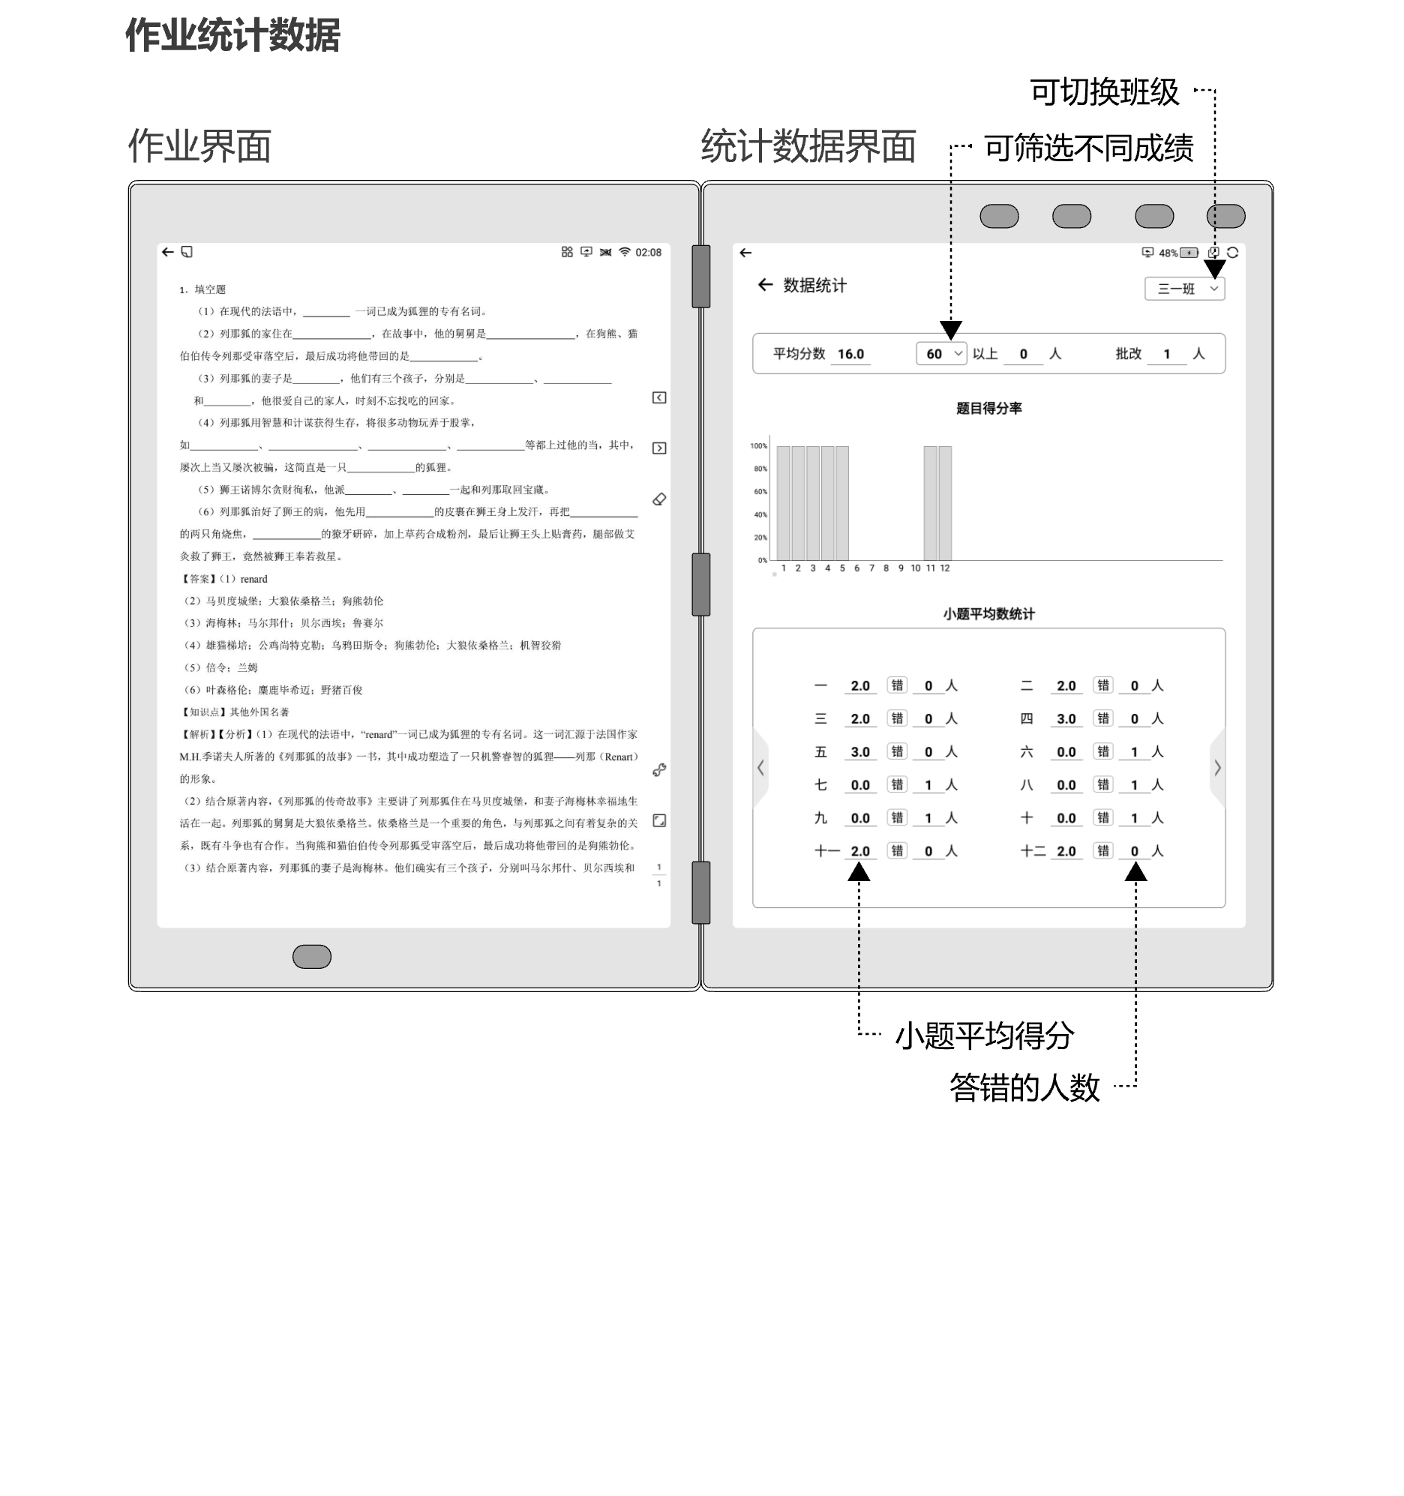 作业统计数据
可切换班级
作业界面
统计数据界面
可筛选不同成绩
02:08
1．填空题
（1）在现代的法语中，________ 一词已成为狐狸的专有名词。
（2）列那狐的家住在______________，在故事中，他的舅舅是________________，在狗熊、猫
伯伯传令列那受审落空后，最后成功将他带回的是____________。
（3）列那狐的妻子是________，他们有三个孩子，分别是____________、____________
和________，他很爱自己的家人，时刻不忘找吃的回家。
（4）列那狐用智慧和计谋获得生存，将很多动物玩弄于股掌，
如____________、________________、______________、____________等都上过他的当，其中，
屡次上当又屡次被骗，这简直是一只____________的狐狸。
（5）狮王诺博尔贪财徇私，他派________、________一起和列那取回宝藏。
（6）列那狐治好了狮王的病，他先用____________的皮裹在狮王身上发汗，再把____________
的两只角烧焦，____________的獠牙研碎，加上草药合成粉剂，最后让狮王头上贴膏药，腿部做艾
灸救了狮王，竟然被狮王奉若救星。
【答案】（1）renard
（2）马贝度城堡；大狼依桑格兰；狗熊勃伦
（3）海梅林；马尔邦什；贝尔西埃；鲁赛尔
（4）雄猫梯培；公鸡尚特克勒；乌鸦田斯令；狗熊勃伦；大狼依桑格兰；机智狡猾
（5）倍令；兰姆
（6）叶森格伦；麋鹿毕希迈；野猪百俊
【知识点】其他外国名著
【解析】【分析】（1）在现代的法语中，“renard”一词已成为狐狸的专有名词。这一词汇源于法国作家
M.H.季诺夫人所著的《列那狐的故事》一书，其中成功塑造了一只机警睿智的狐狸——列那（Renart）
的形象。
（2）结合原著内容，《列那狐的传奇故事》主要讲了列那狐住在马贝度城堡，和妻子海梅林幸福地生
活在一起。列那狐的舅舅是大狼依桑格兰。依桑格兰是一个重要的角色，与列那狐之间有着复杂的关
系，既有斗争也有合作。当狗熊和猫伯伯传令列那狐受审落空后，最后成功将他带回的是狗熊勃伦。
（3）结合原著内容，列那狐的妻子是海梅林。他们确实有三个孩子，分别叫马尔邦什、贝尔西埃和
1
1
48%
数据统计
三一班
平均分数 16.0 60 以上 0 人 批改 1 人
题目得分率
100%
80%
60%
40%
20%
0%
1 2 3 4 5 6 7 8 9 10 11 12
小题平均数统计
一 2.0 错 0 人 二 2.0 错 0 人
三 2.0 错 0 人 四 3.0 错 0 人
五 3.0 错 0 人 六 0.0 错 1 人
七 0.0 错 1 人 八 0.0 错 1 人
九 0.0 错 1 人 十 0.0 错 1 人
十一 2.0 错 0 人 十二 2.0 错 0 人
小题平均得分
答错的人数